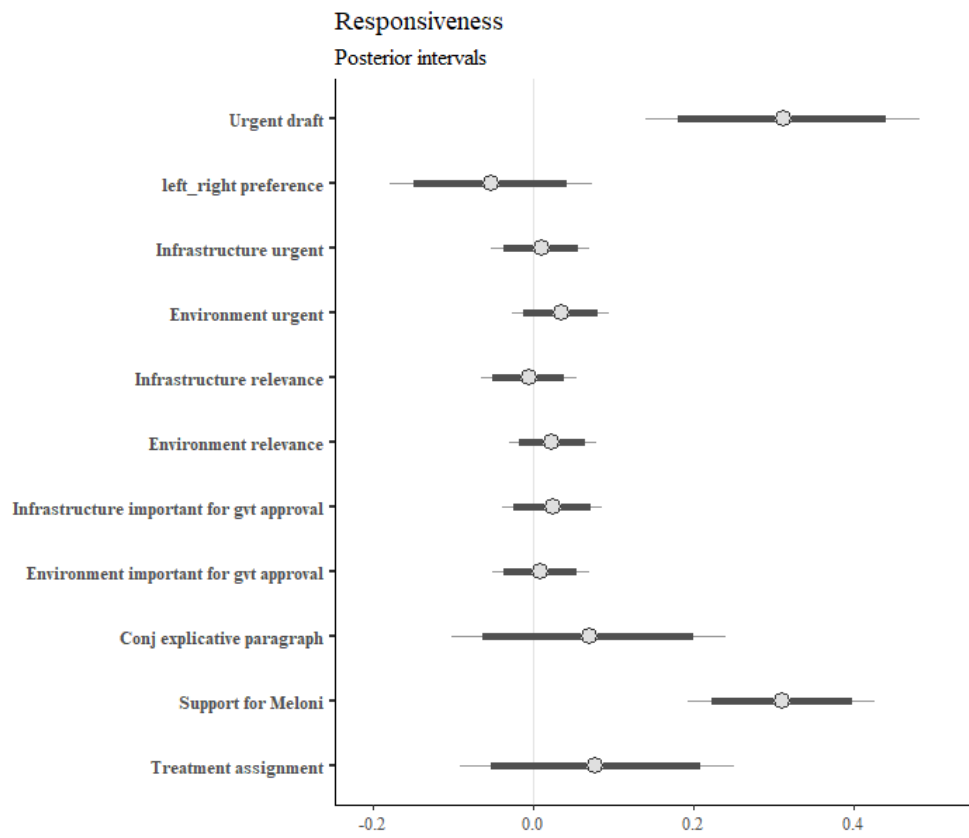 Responsiveness
Posterior intervals
Urgent draft
left_right preference
Infrastructure urgent
Environment urgent
Infrastructure relevance
Environment relevance
Infrastructure important for gvt approval
Environment important for gvt approval
Conj explicative paragraph
Support for Meloni
Treatment assignment
-0.2 0.0 0.2 0.4